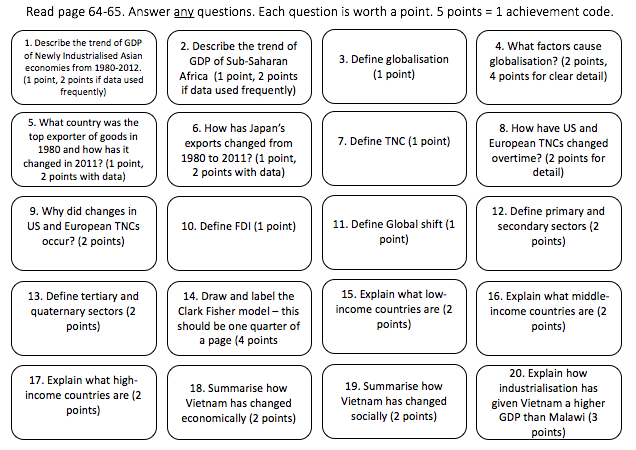 Read page 64-65. Answer any questions. Each question is worth a point. 5 points = 1 achievement code.
1. Describe the trend of GDP
of Newly Industrialised Asian
economies from 1980-2012.
(1 point, 2 points if data used
frequently)
2. Describe the trend of
GDP of Sub-Saharan
Africa (1 point, 2 points
if data used frequently)
3. Define globalisation
(1 point)
4. What factors cause
globalisation? (2 points,
4 points for clear detail)
5. What country was the
top exporter of goods in
1980 and how has it
changed in 2011? (1 point,
2 points with data)
6. How has Japan's
exports changed from
1980 to 2011? (1 point,
2 points with data)
7. Define TNC (1 point)
8. How have US and
European TNCs changed
overtime? (2 points for
detail)
9. Why did changes in
US and European TNCs
occur? (2 points)
10. Define FDI (1 point)
11. Define Global shift (1
point)
12. Define primary and
secondary sectors (2
points)
13. Define tertiary and
quaternary sectors (2
points)
14. Draw and label the
Clark Fisher model – this
should be one quarter of
a page (4 points
15. Explain what low-
income countries are (2
points)
16. Explain what middle-
income countries are (2
points)
17. Explain what high-
income countries are (2
points)
18. Summarise how
Vietnam has changed
economically (2 points)
19. Summarise how
Vietnam has changed
socially (2 points)
20. Explain how
industrialisation has
given Vietnam a higher
GDP than Malawi (3
points)